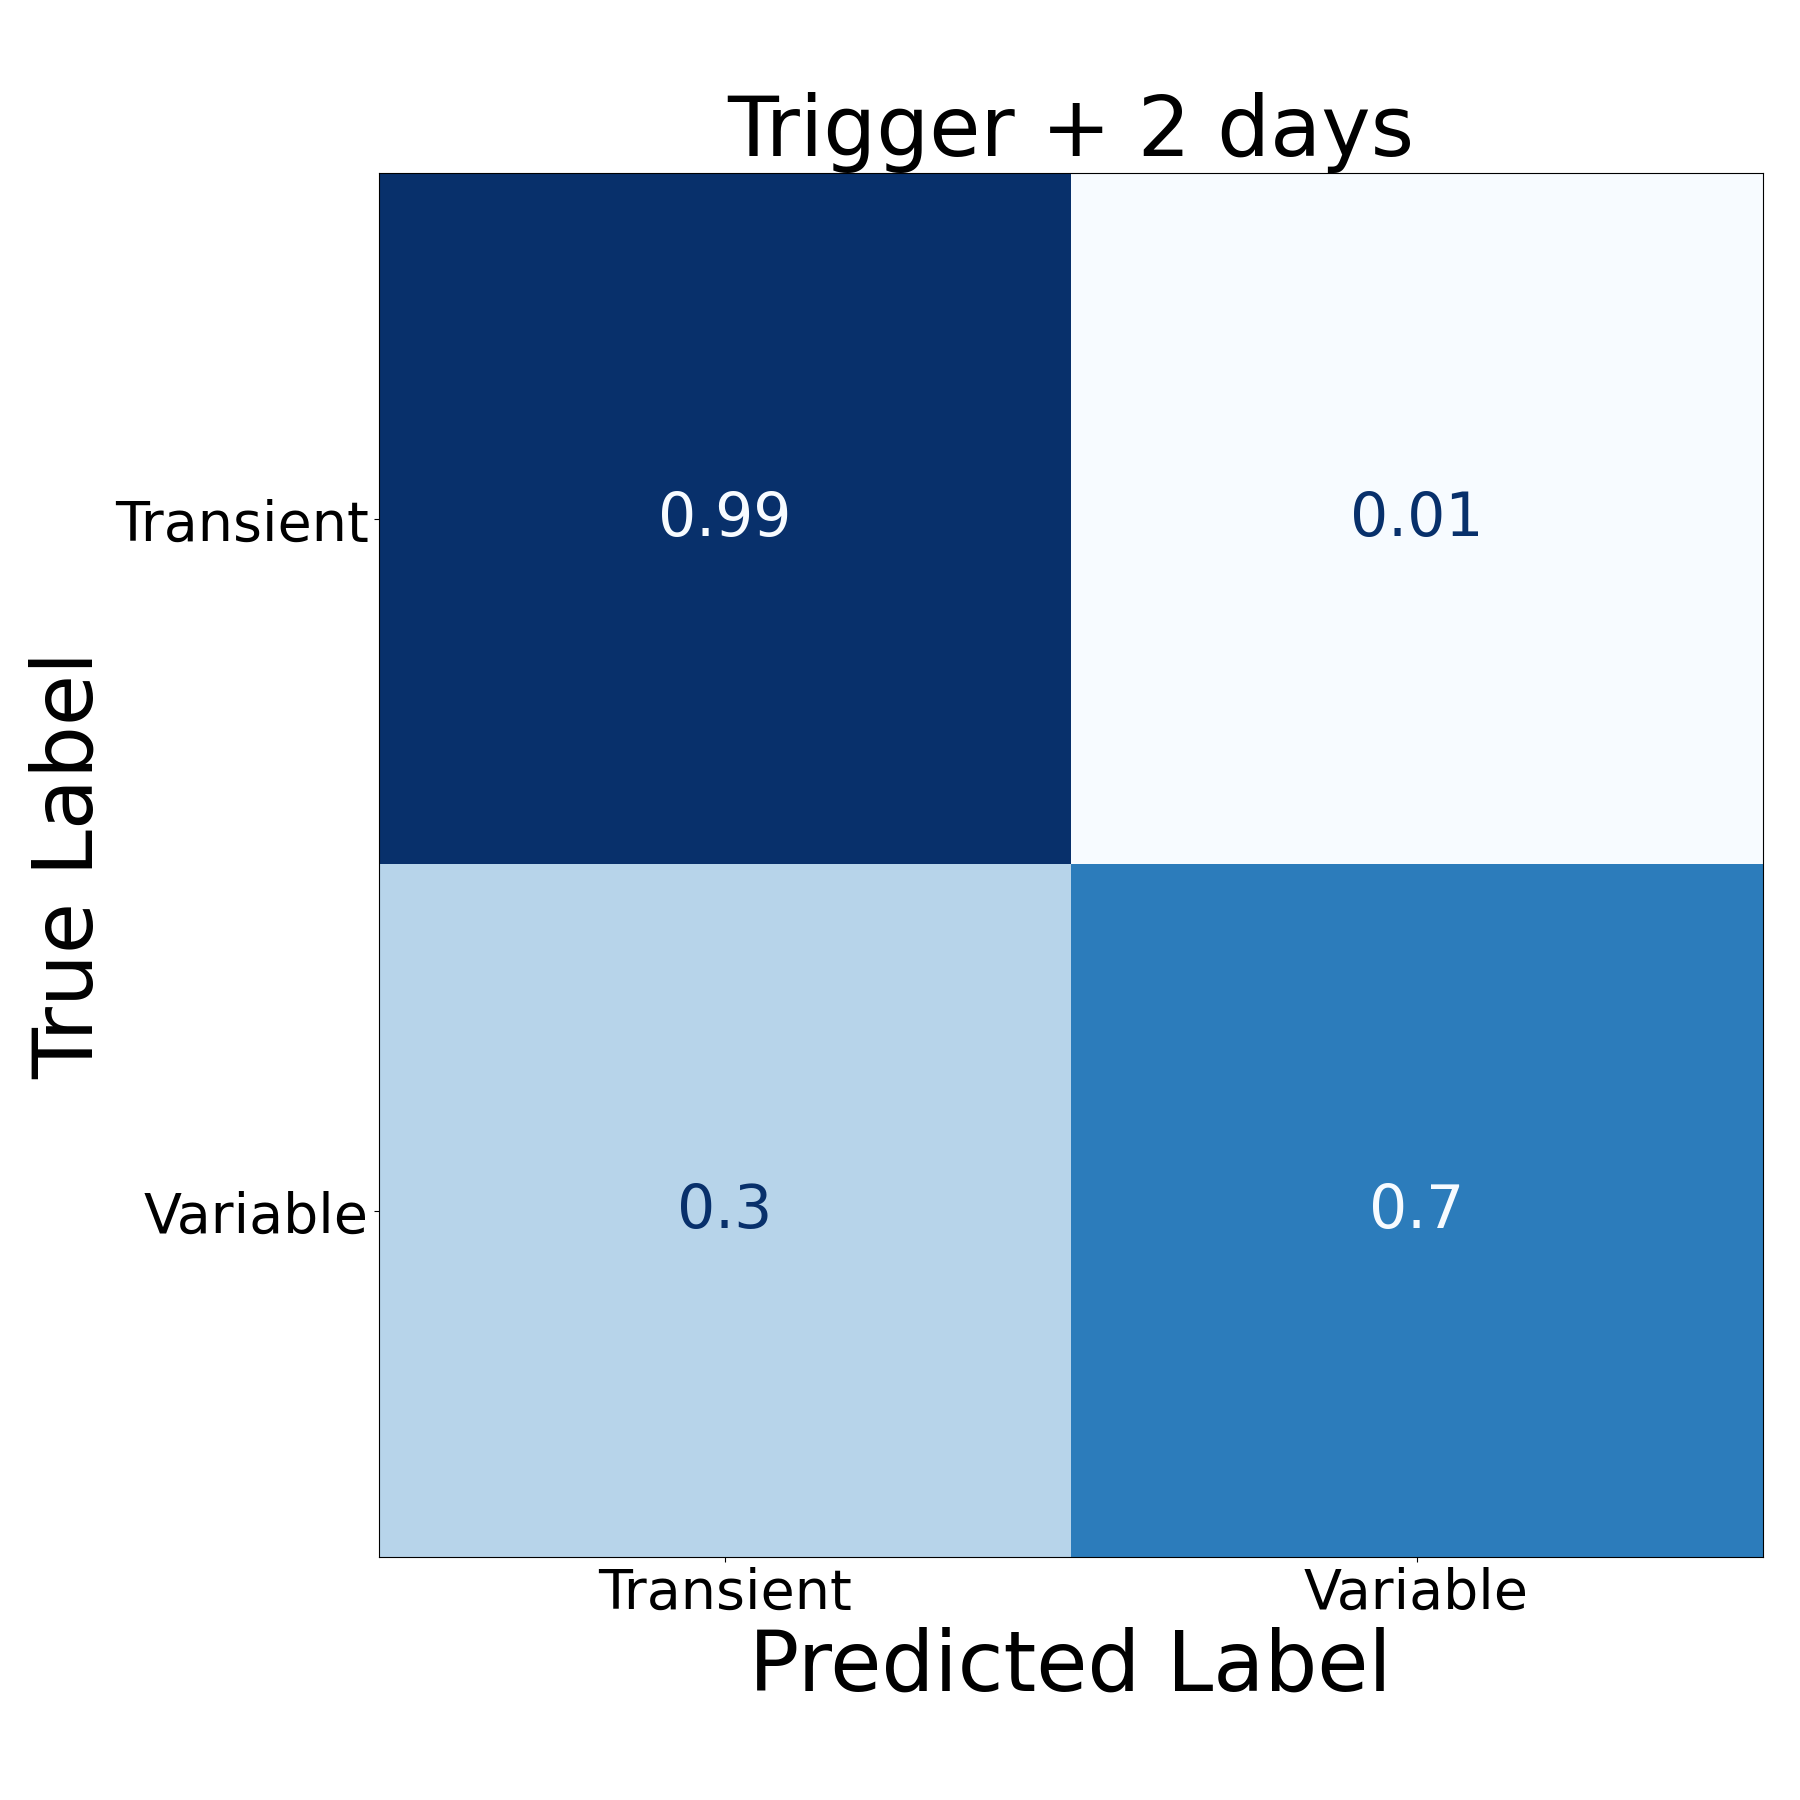 Trigger + 2 days
True Label
Transient
0.99
0.01
Variable
0.3
0.7
Transient
Variable
Predicted Label